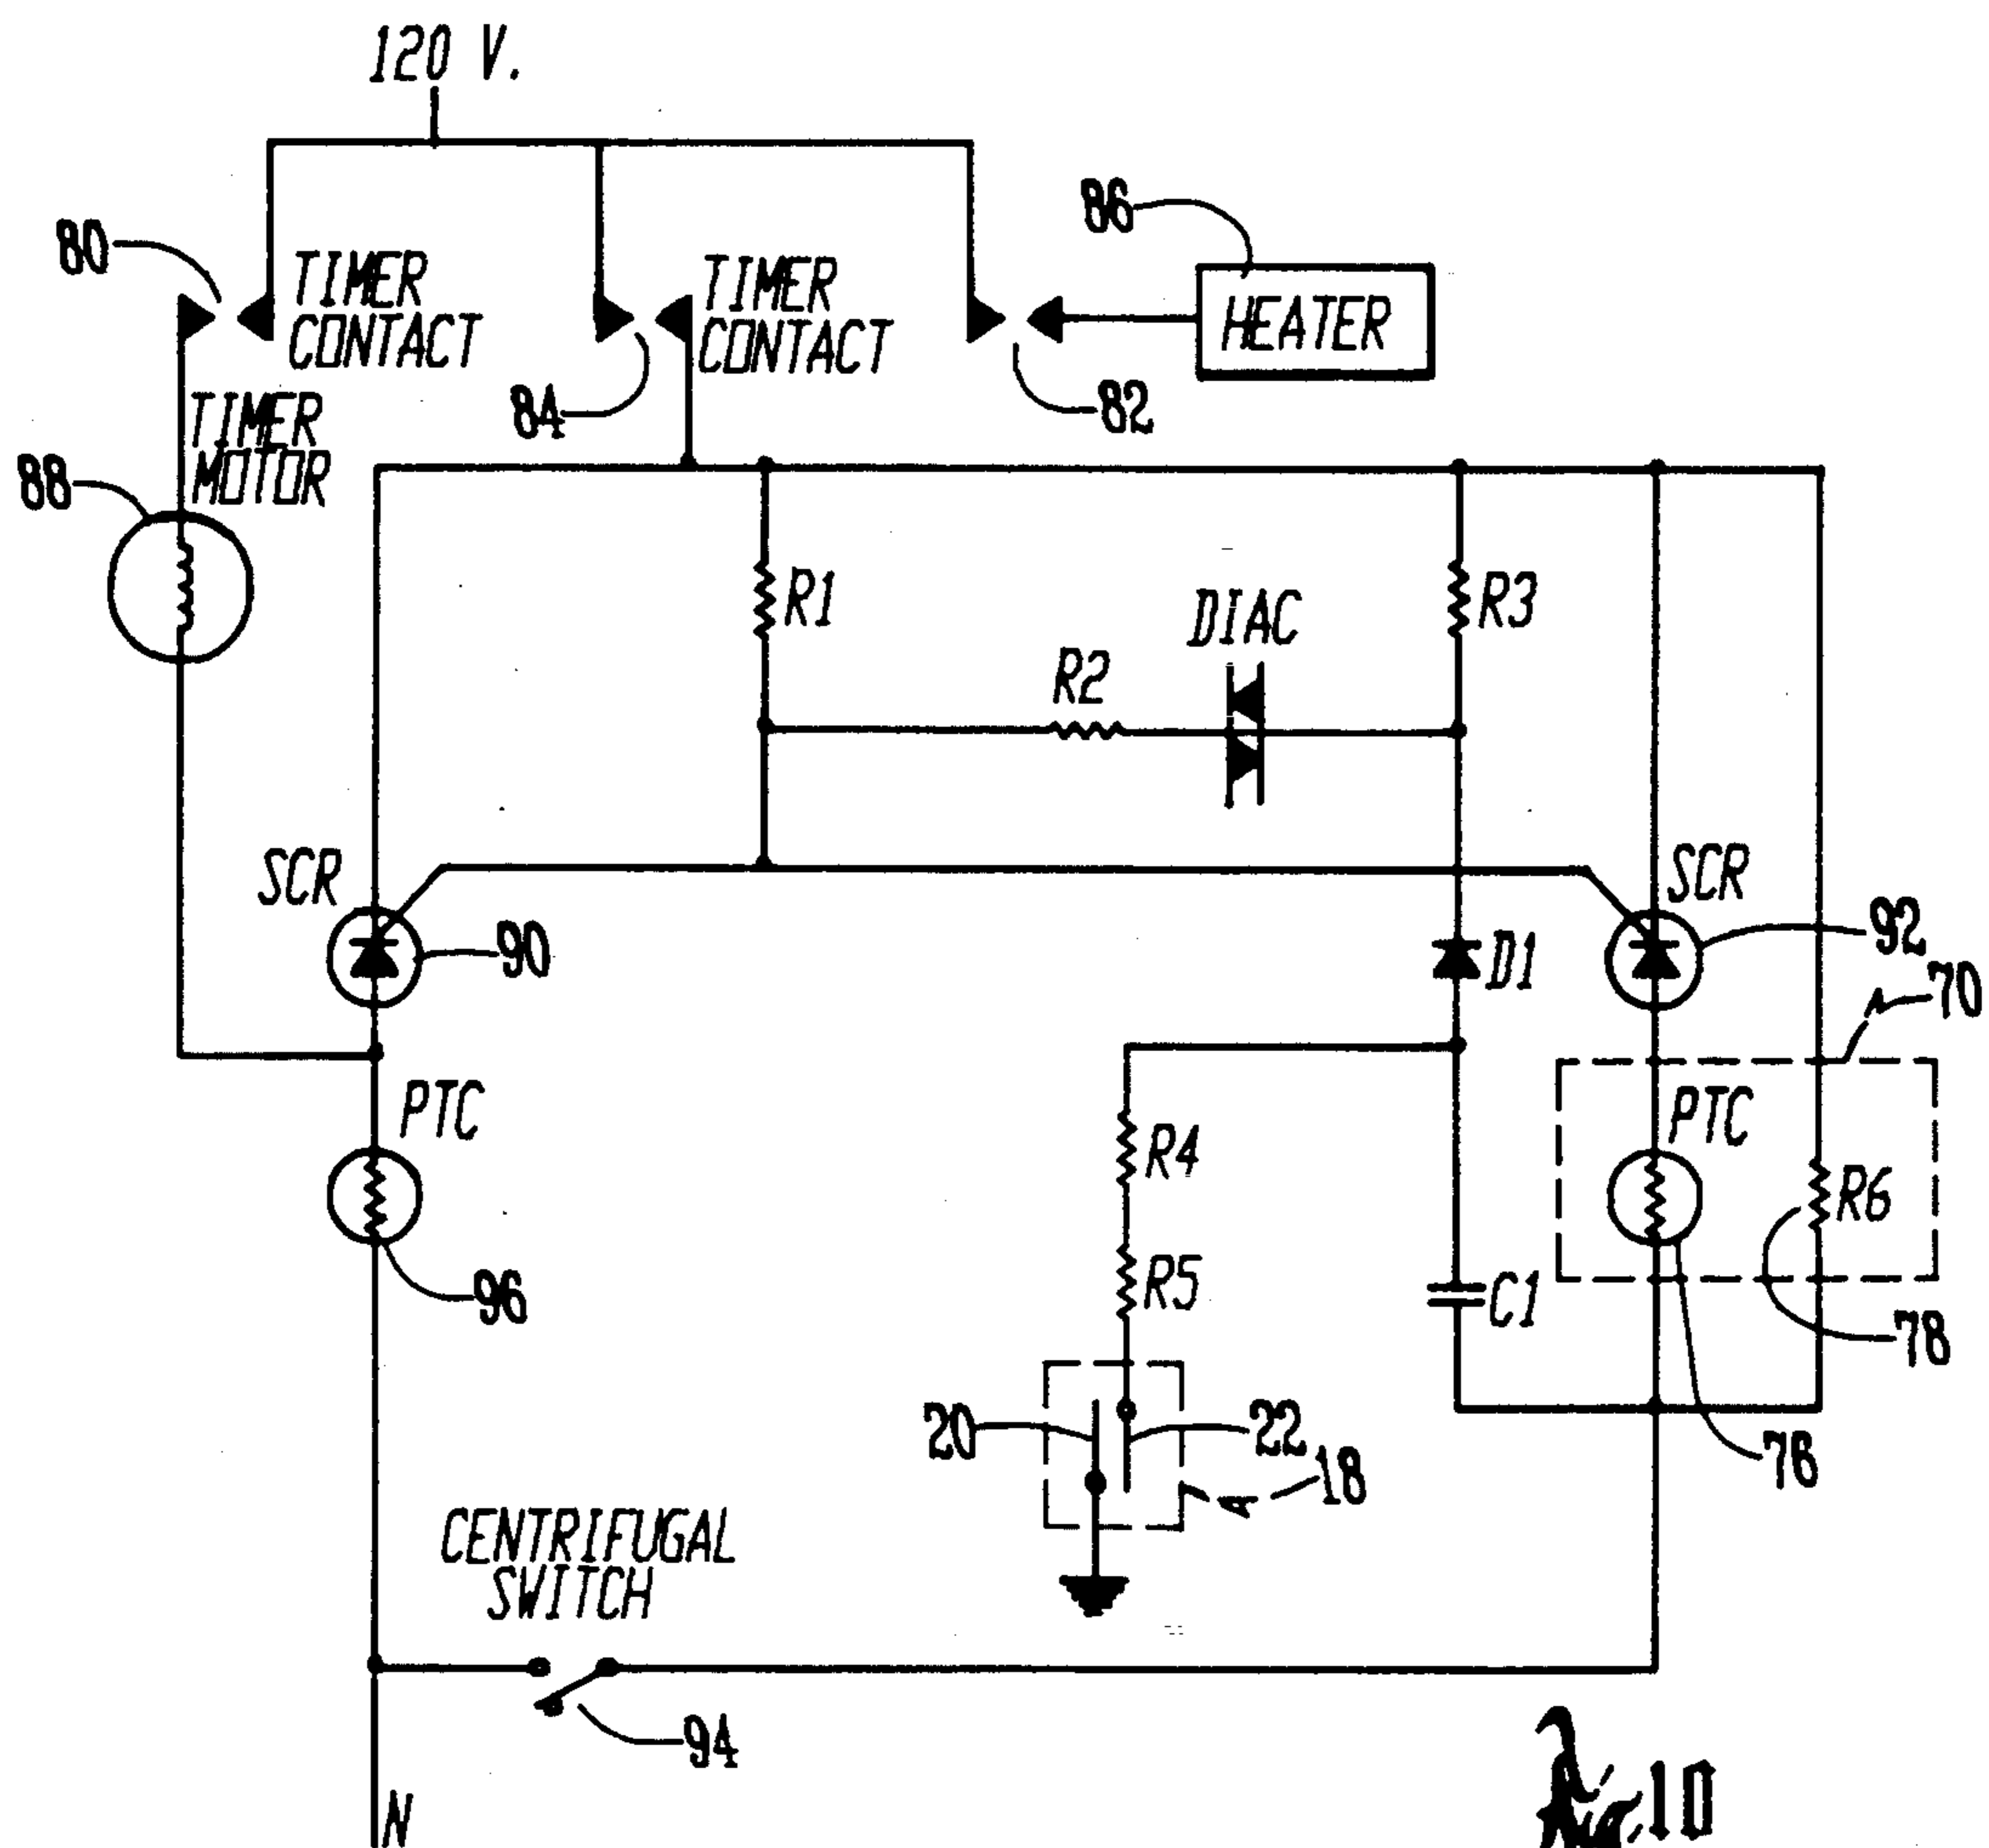 120 V.
80
TIMER
CONTACT
84
TIMER
CONTACT
86
HEATER
82
TIMER
MOTOR
88
R1
R2
DIAC
R3
SCR
90
SCR
92
D1
70
PTC
96
R4
R5
C1
PTC
R6
78
76
20
22
18
CENTRIFUGAL
SWITCH
94
N
Fig. 10